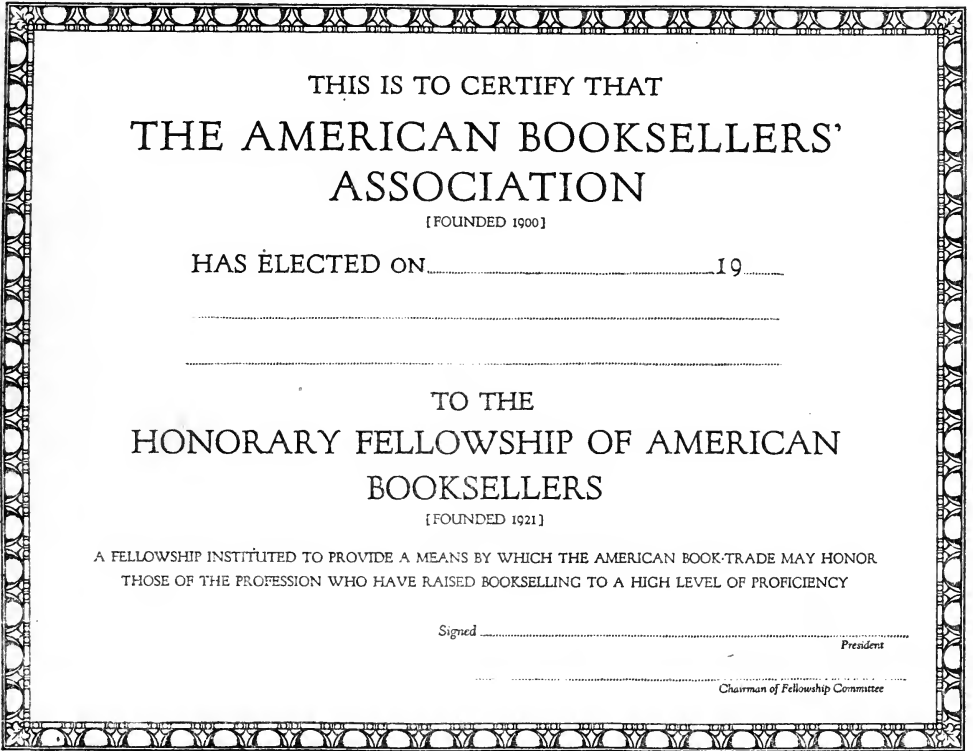 THIS IS TO CERTIFY THAT
THE AMERICAN BOOKSELLERS'
ASSOCIATION
[FOUNDED 1900]
HAS ELECTED ON 19
TO THE
HONORARY FELLOWSHIP OF AMERICAN
BOOKSELLERS
[FOUNDED 1921]
A FELLOWSHIP INSTITUTED TO PROVIDE A MEANS BY WHICH THE AMERICAN BOOK-TRADE MAY HONOR
THOSE OF THE PROFESSION WHO HAVE RAISED BOOKSELLING TO A HIGH LEVEL OF PROFICIENCY
Signed
President
Chairman of Fellowship Committee